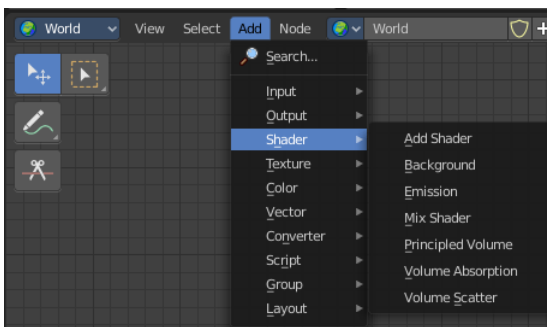 World View Select Add Node World
Search...
Input
Output
Shader
Texture
Color
Vector
Converter
Script
Group
Layout
Add Shader
Background
Emission
Mix Shader
Principled Volume
Volume Absorption
Volume Scatter